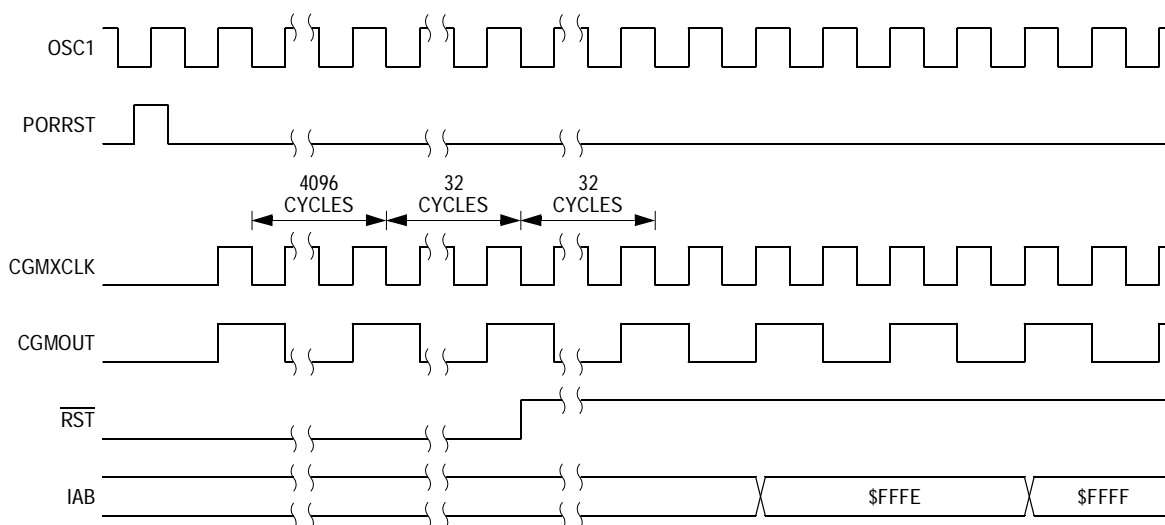 OSC1
PORRST
4096
CYCLES
32
CYCLES
32
CYCLES
CGMXCLK
CGMOUT
RST
IAB
$FFFE
$FFFF